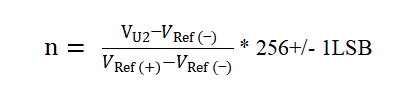 n = (V_U2 − V_Ref (−)) / (V_Ref (+) − V_Ref (−)) * 256+/- 1LSB